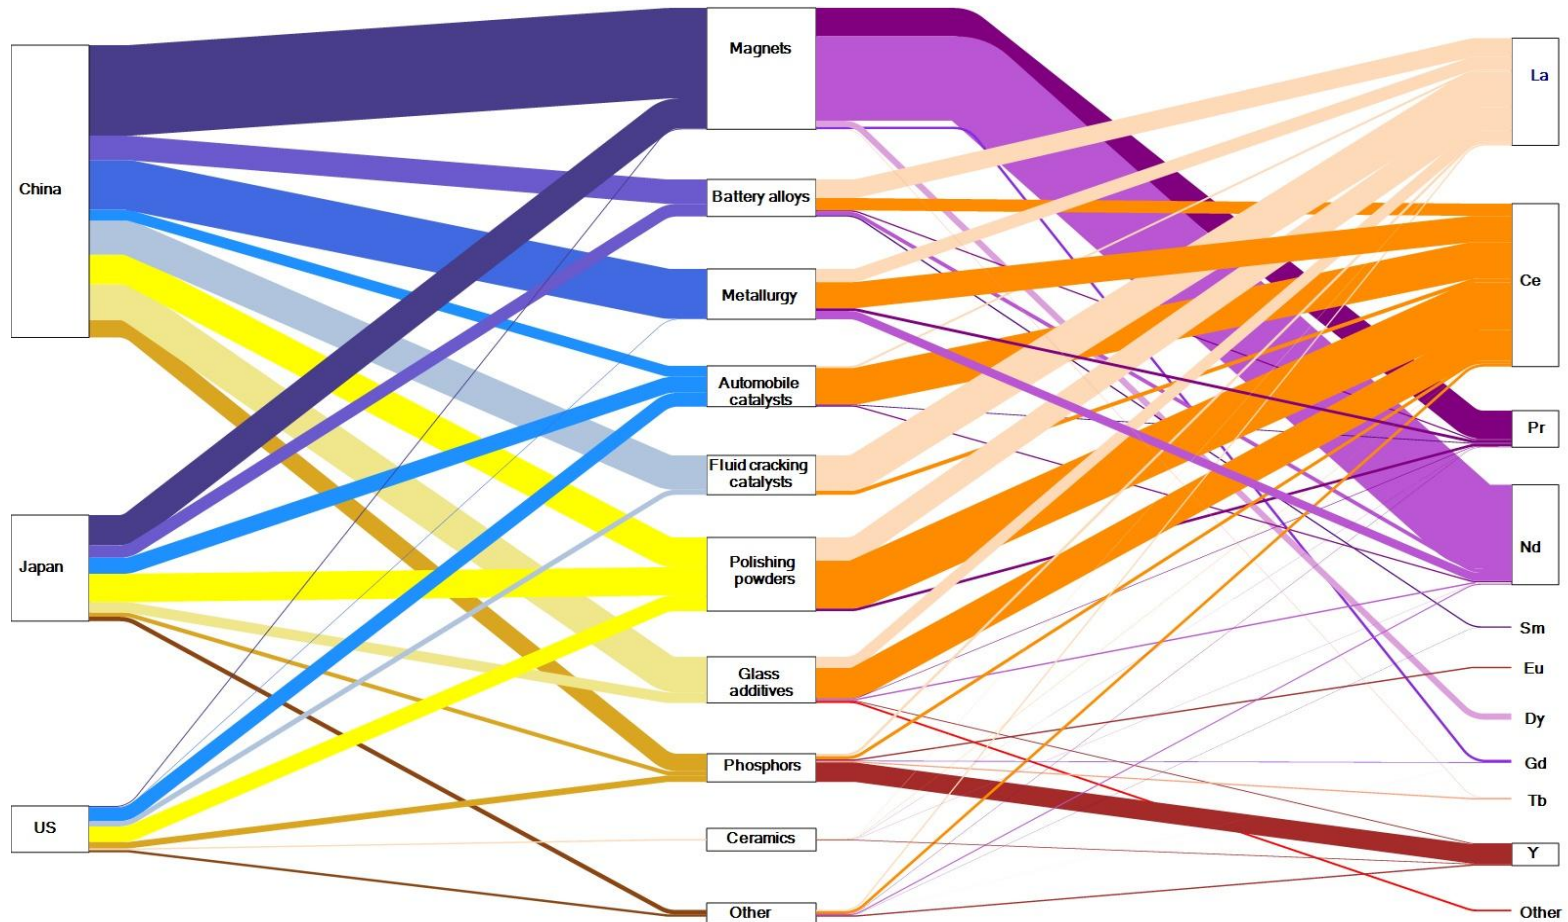 China
Japan
US
Magnets
Battery alloys
Metallurgy
Automobile
catalysts
Fluid cracking
catalysts
Polishing
powders
Glass
additives
Phosphors
Ceramics
Other
La
Ce
Pr
Nd
Sm
Eu
Dy
Gd
Tb
Y
Other